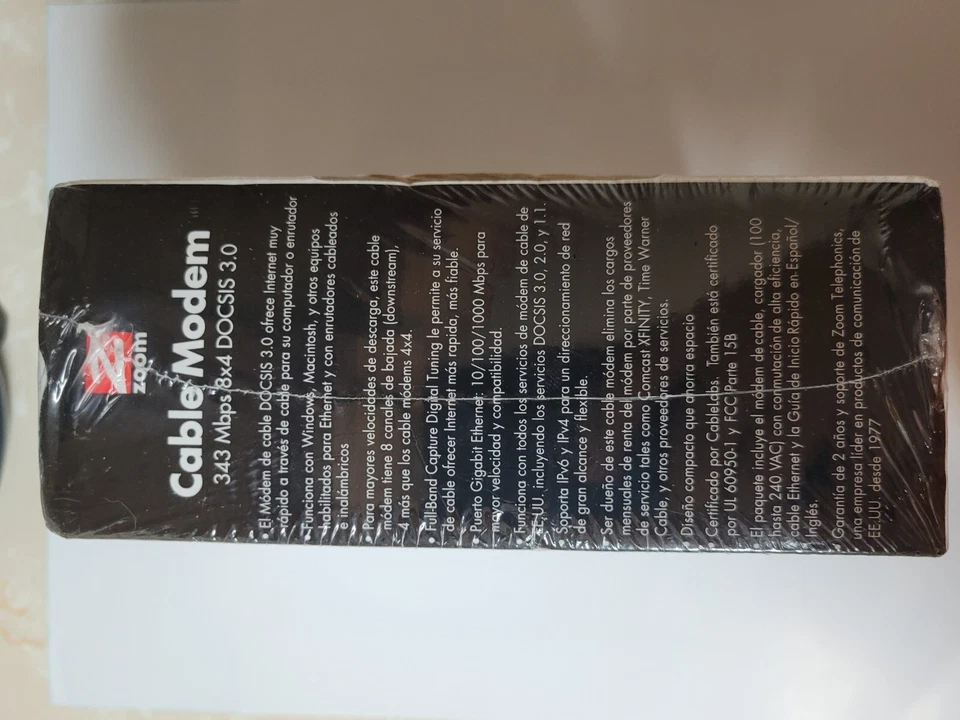 Zoom
Cable Modem
343 Mbps 8x4 DOCSIS 3.0
• El Módem de cable DOCSIS 3.0 ofrece Internet muy
rápido a través de cable para su computador o enrutador
• Funciona con Windows, Macintosh, y otros equipos
habilitados para Ethernet y con enrutadores cableados
e inalámbricos
• Para mayores velocidades de descarga, este cable
modem tiene 8 canales de bajada (downstream),
4 más que los cable módems 4x4.
• Full-Band Capture Digital Tuning le permite a su servicio
de cable ofrecer Internet más rapida, más fiable.
• Puerto Gigabit Ethernet: 10/100/1000 Mbps para
mayor velocidad y compatibilidad.
• Funciona con todos los servicios de módem de cable de
EE.UU, incluyendo los servicios DOCSIS 3.0, 2.0, y 1.1.
• Soporta IPv6 y IPv4 para un direccionamiento de red
de gran alcance y flexible.
• Ser dueño de este cable módem elimina los cargos
mensuales de renta del módem por parte de proveedores
de servicio tales como Comcast XFINITY, Time Warner
Cable, y otros proveedores de servicios.
• Diseño compacto que ahorra espacio
• Certificado por CableLabs. También está certificado
por UL 60950-1 y FCC Parte 15B
• El paquete incluye el módem de cable, cargador (100
hasta 240 VAC) con conmutación de alta eficiencia,
cable Ethernet y la Guía de Inicio Rápido en Español/
Inglés.
• Garantía de 2 años y soporte de Zoom Telephonics,
una empresa líder en productos de comunicación de
EE.UU. desde 1977